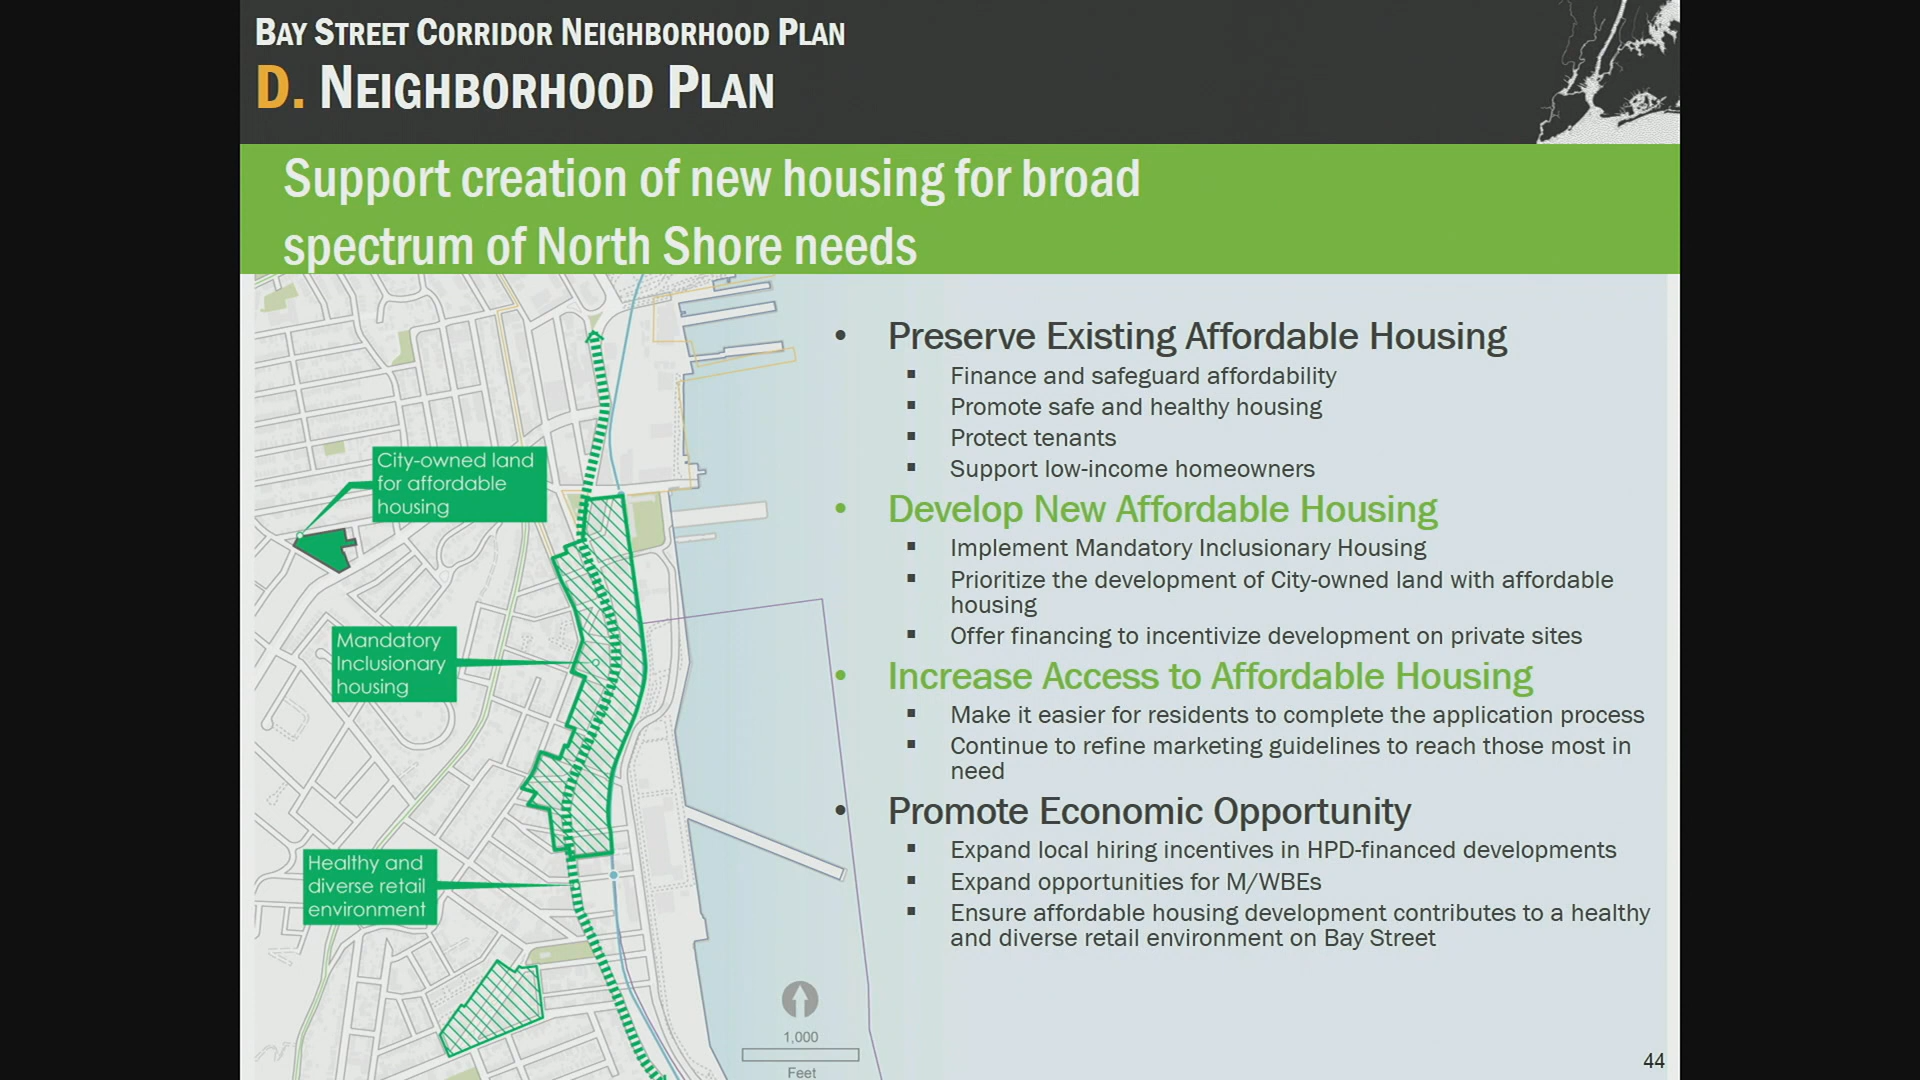 BAY STREET CORRIDOR NEIGHBORHOOD PLAN
D. NEIGHBORHOOD PLAN
Support creation of new housing for broad
spectrum of North Shore needs
City-owned land
for affordable
housing
Mandatory
Inclusionary
housing
Healthy and
diverse retail
environment
1,000
Feet
• Preserve Existing Affordable Housing
▪ Finance and safeguard affordability
▪ Promote safe and healthy housing
▪ Protect tenants
▪ Support low-income homeowners
• Develop New Affordable Housing
▪ Implement Mandatory Inclusionary Housing
▪ Prioritize the development of City-owned land with affordable
housing
▪ Offer financing to incentivize development on private sites
• Increase Access to Affordable Housing
▪ Make it easier for residents to complete the application process
▪ Continue to refine marketing guidelines to reach those most in
need
• Promote Economic Opportunity
▪ Expand local hiring incentives in HPD-financed developments
▪ Expand opportunities for M/WBEs
▪ Ensure affordable housing development contributes to a healthy
and diverse retail environment on Bay Street
44